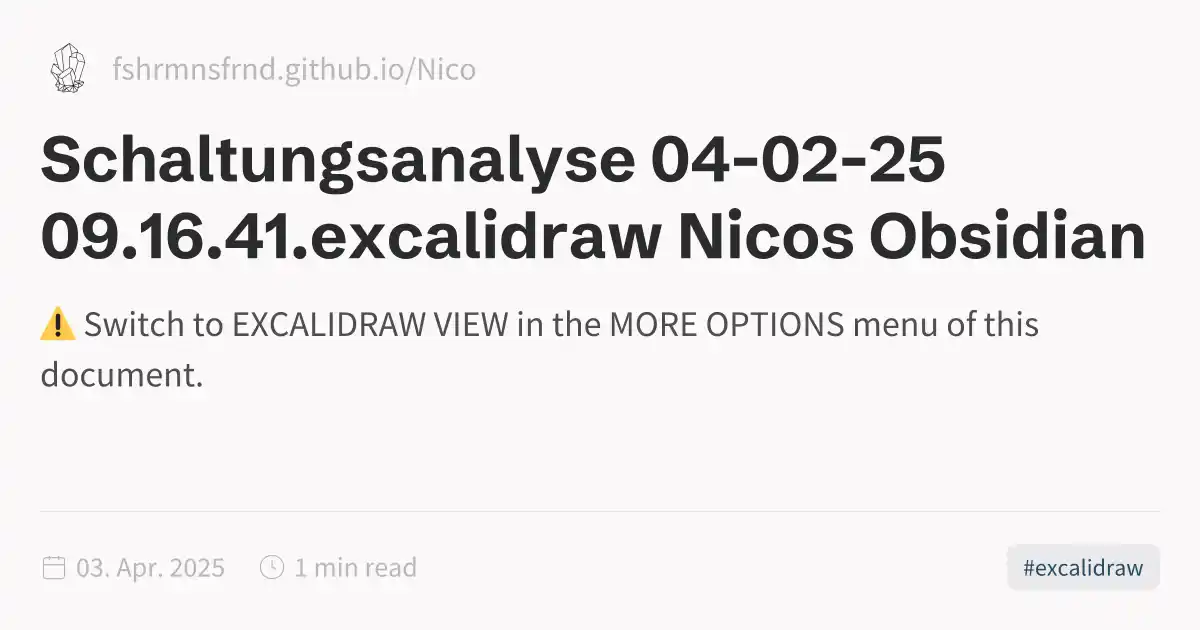 fshrmnsfrnd.github.io/Nico
Schaltungsanalyse 04-02-25
09.16.41.excalidraw Nicos Obsidian
⚠️ Switch to EXCALIDRAW VIEW in the MORE OPTIONS menu of this
document.
03. Apr. 2025
1 min read
#excalidraw